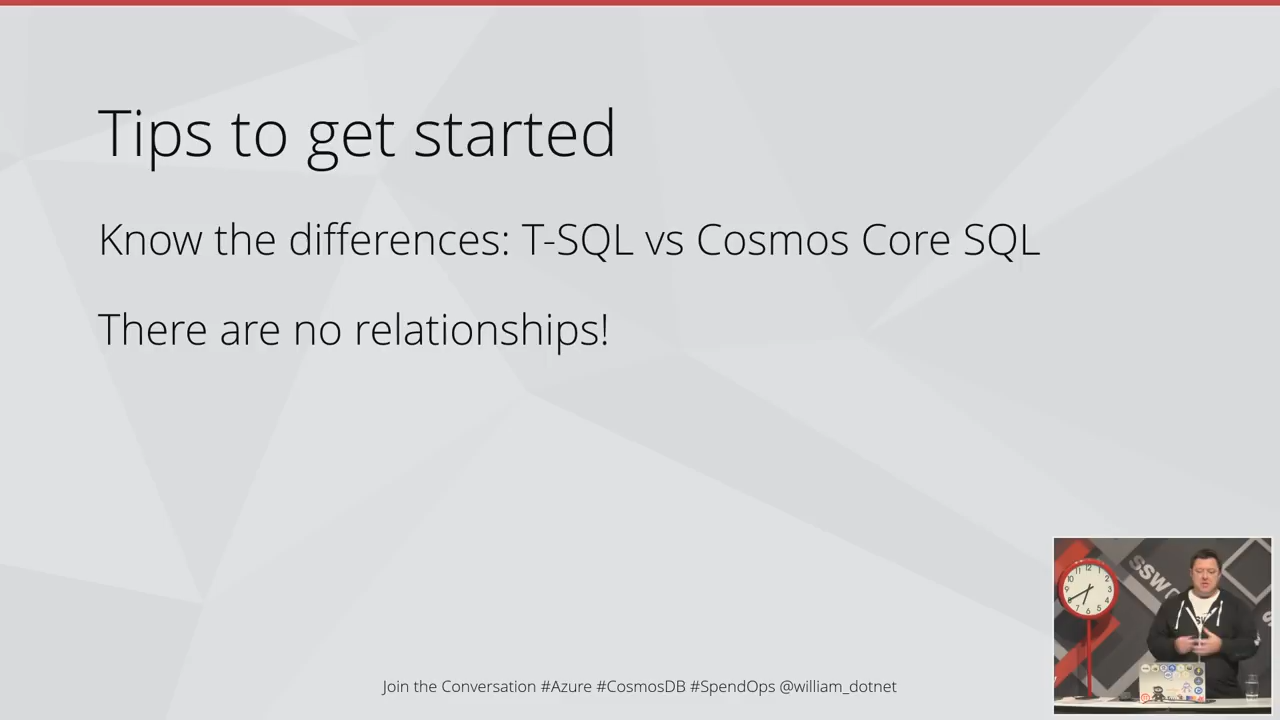 Tips to get started
Know the differences: T-SQL vs Cosmos Core SQL
There are no relationships!
Join the Conversation #Azure #CosmosDB #SpendOps @william_dotnet
SSW